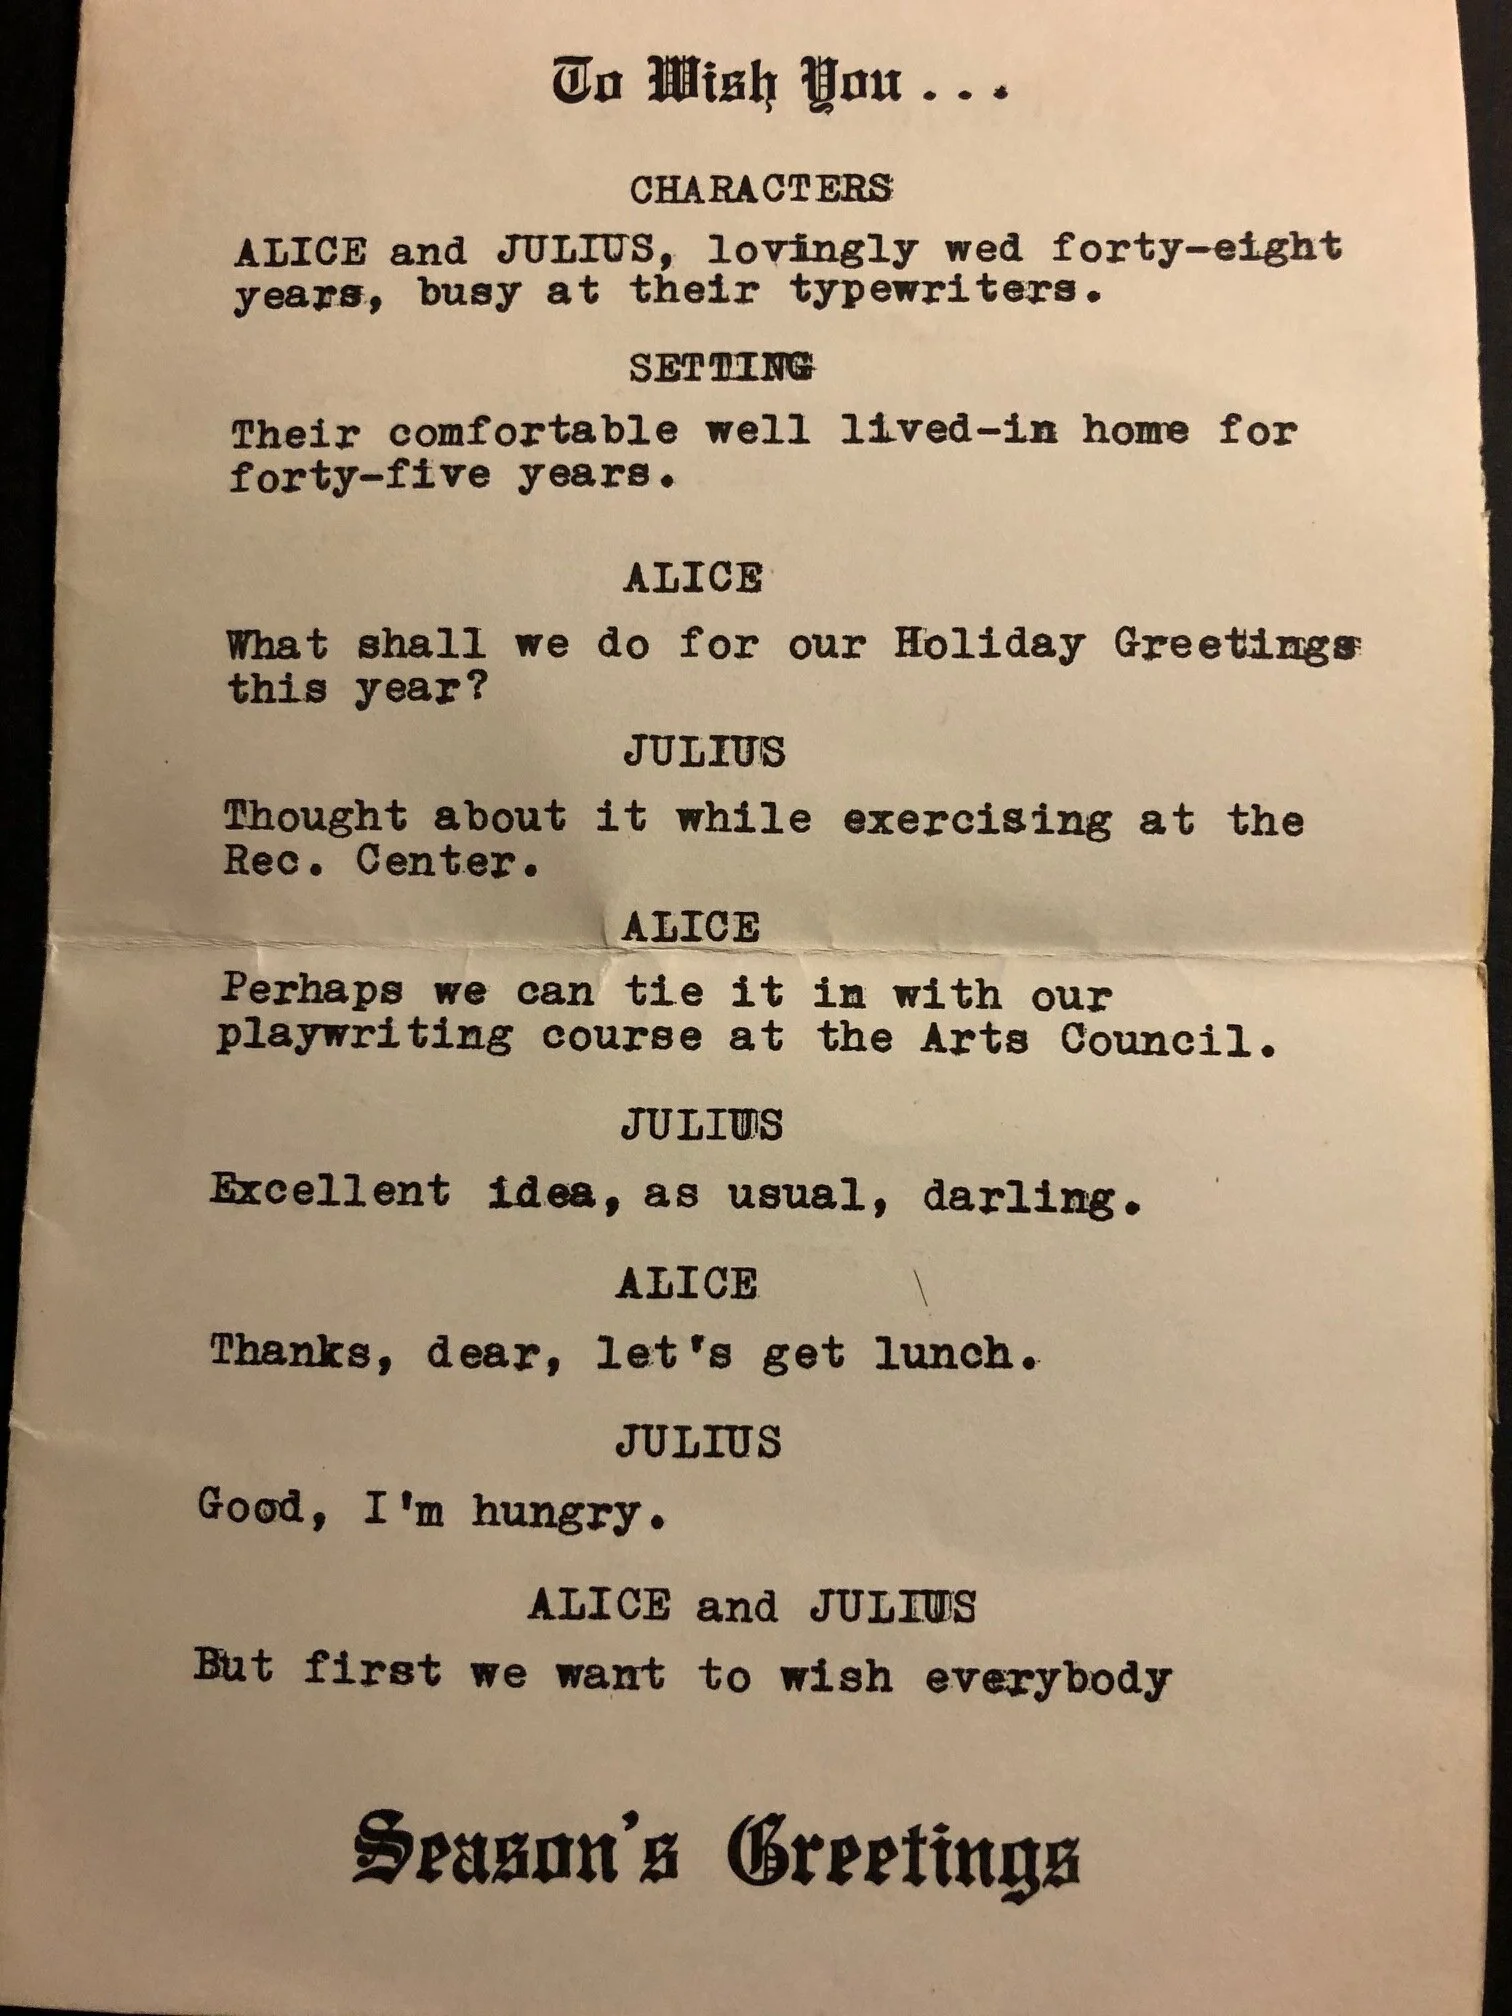 To Wish You . . .
CHARACTERS
ALICE and JULIUS, lovingly wed forty-eight
years, busy at their typewriters.
SETTING
Their comfortable well lived-in home for
forty-five years.
ALICE
What shall we do for our Holiday Greetings
this year?
JULIUS
Thought about it while exercising at the
Rec. Center.
ALICE
Perhaps we can tie it in with our
playwriting course at the Arts Council.
JULIUS
Excellent idea, as usual, darling.
ALICE
Thanks, dear, let's get lunch.
JULIUS
Good, I'm hungry.
ALICE and JULIUS
But first we want to wish everybody
Season's Greetings